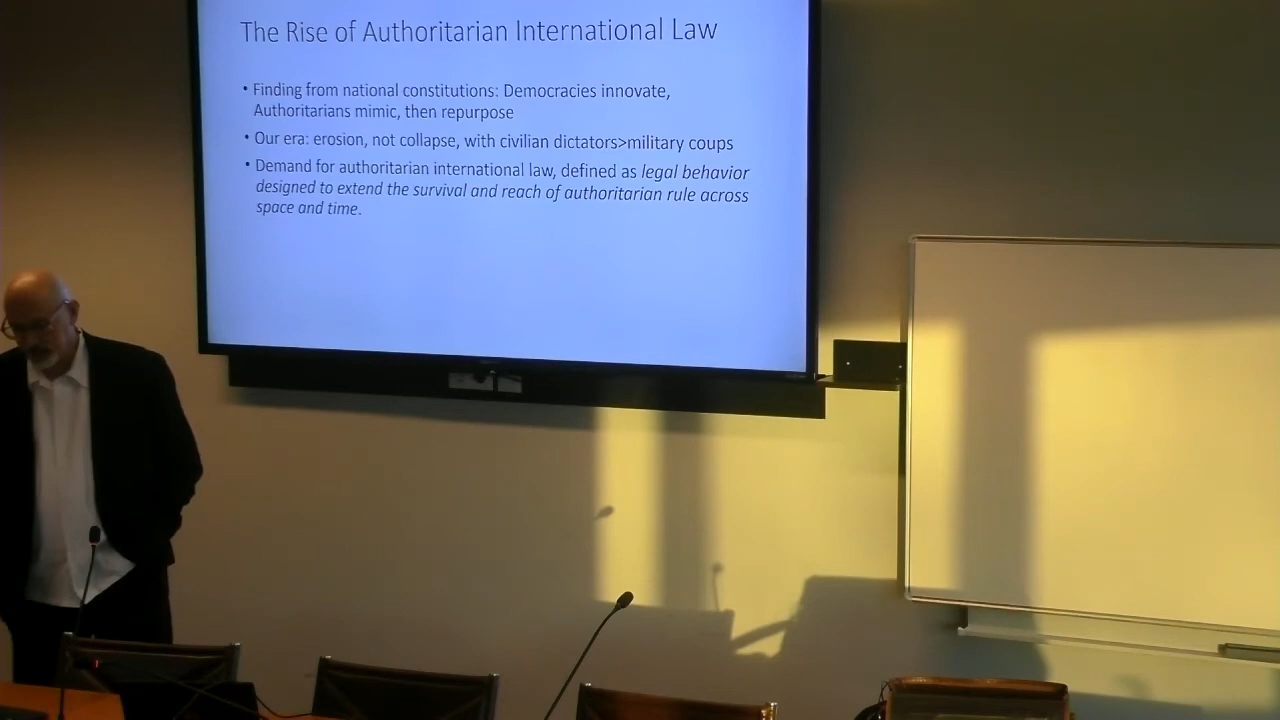 The Rise of Authoritarian International Law
• Finding from national constitutions: Democracies innovate,
Authoritarians mimic, then repurpose
• Our era: erosion, not collapse, with civilian dictators>military coups
• Demand for authoritarian international law, defined as legal behavior
designed to extend the survival and reach of authoritarian rule across
space and time.